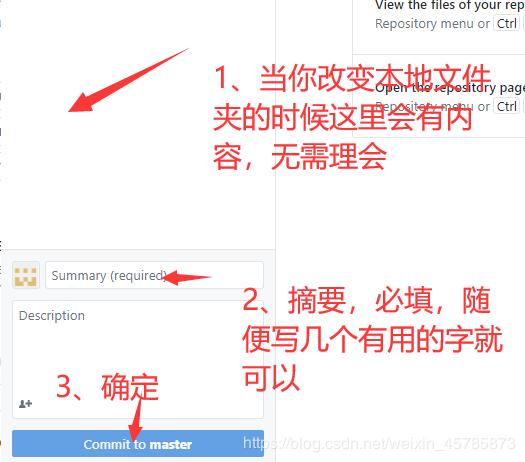 View the files of your rep
Repository menu or Ctrl
1、当你改变本地文件
夹的时候这里会有内
容，无需理会
Open the repository page
Repository menu or Ctrl
Summary (required)
2、摘要，必填，随
便写几个有用的字就
可以
Description
3、确定
Commit to master
https://blog.csdn.net/weixin_45785873